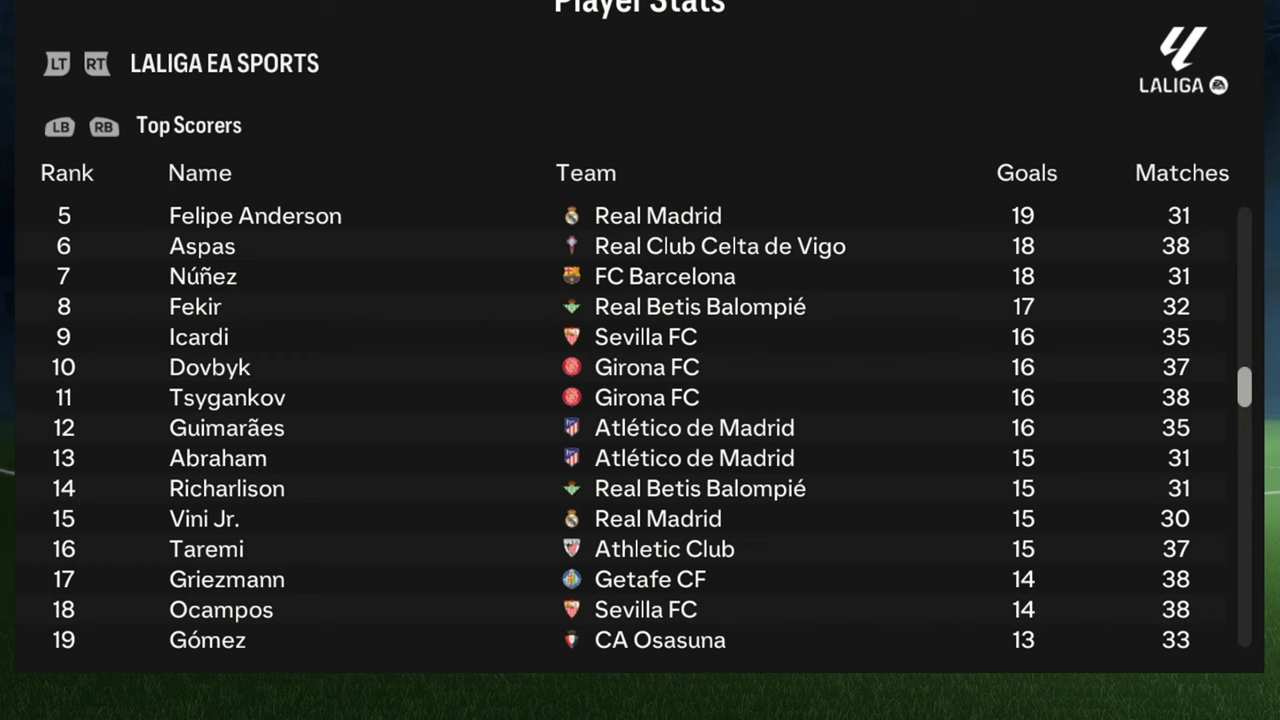 Player Stats
LT RT LALIGA EA SPORTS
LALIGA EA
LB RB Top Scorers
Rank Name Team Goals Matches
5 Felipe Anderson Real Madrid 19 31
6 Aspas Real Club Celta de Vigo 18 38
7 Núñez FC Barcelona 18 31
8 Fekir Real Betis Balompié 17 32
9 Icardi Sevilla FC 16 35
10 Dovbyk Girona FC 16 37
11 Tsygankov Girona FC 16 38
12 Guimarães Atlético de Madrid 16 35
13 Abraham Atlético de Madrid 15 31
14 Richarlison Real Betis Balompié 15 31
15 Vini Jr. Real Madrid 15 30
16 Taremi Athletic Club 15 37
17 Griezmann Getafe CF 14 38
18 Ocampos Sevilla FC 14 38
19 Gómez CA Osasuna 13 33